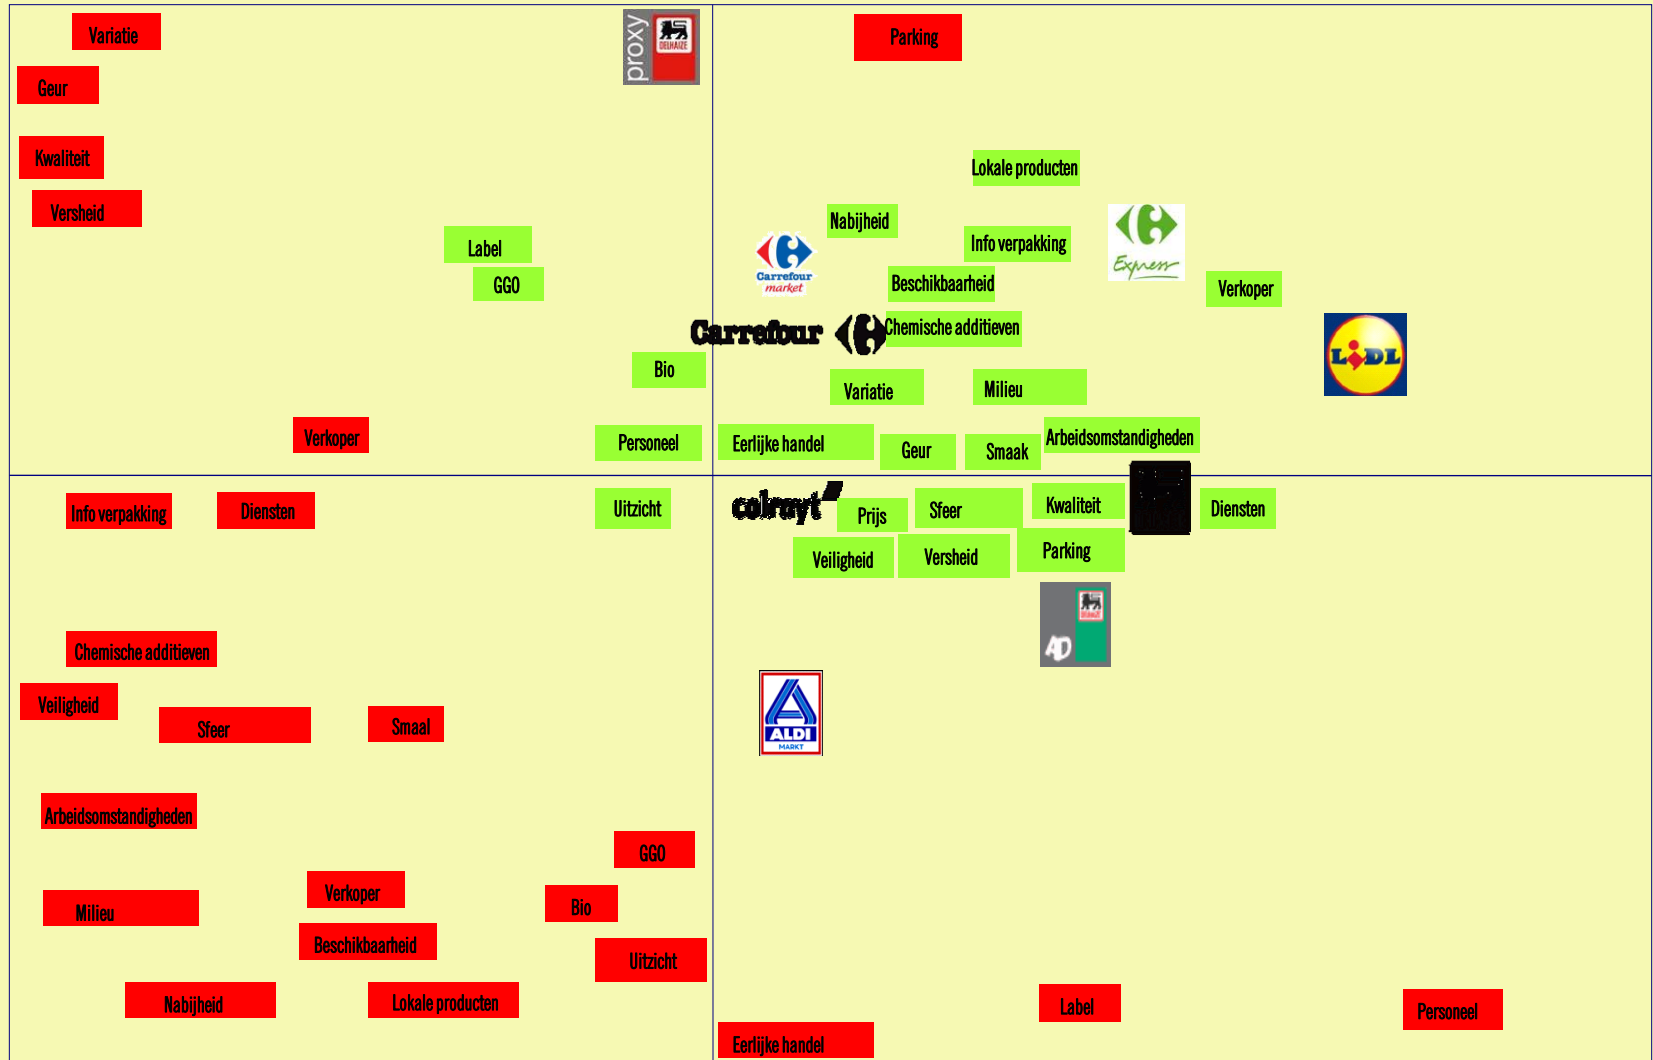 Variatie
proxy
DELHAIZE
Parking
Geur
Kwaliteit
Lokale producten
Versheid
Nabijheid
Label
Info verpakking
Carrefour
market
Express
GGO
Beschikbaarheid
Verkoper
Carrefour
Chemische additieven
LIDL
Bio
Variatie
Milieu
Verkoper
Personeel
Eerlijke handel
Geur
Smaak
Arbeidsomstandigheden
Info verpakking
Diensten
Uitzicht
colruyt
Prijs
Sfeer
Kwaliteit
Diensten
Veiligheid
Versheid
Parking
AD
Chemische additieven
Veiligheid
Sfeer
Smaal
ALDI
MARKT
Arbeidsomstandigheden
GGO
Verkoper
Milieu
Bio
Beschikbaarheid
Uitzicht
Nabijheid
Lokale producten
Label
Personeel
Eerlijke handel